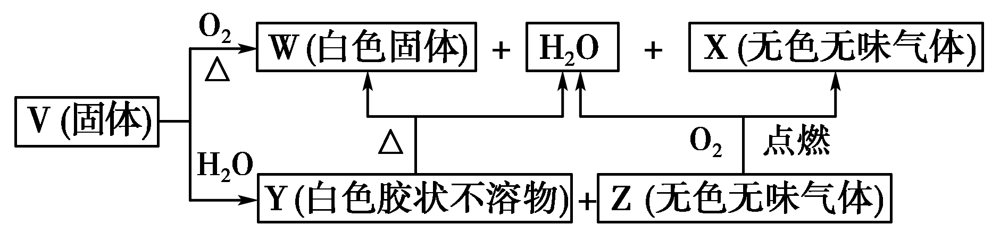 O₂
W (白色固体) + H₂O + X (无色无味气体)
△
V (固体)
△ O₂ 点燃
H₂O
Y (白色胶状不溶物) + Z (无色无味气体)